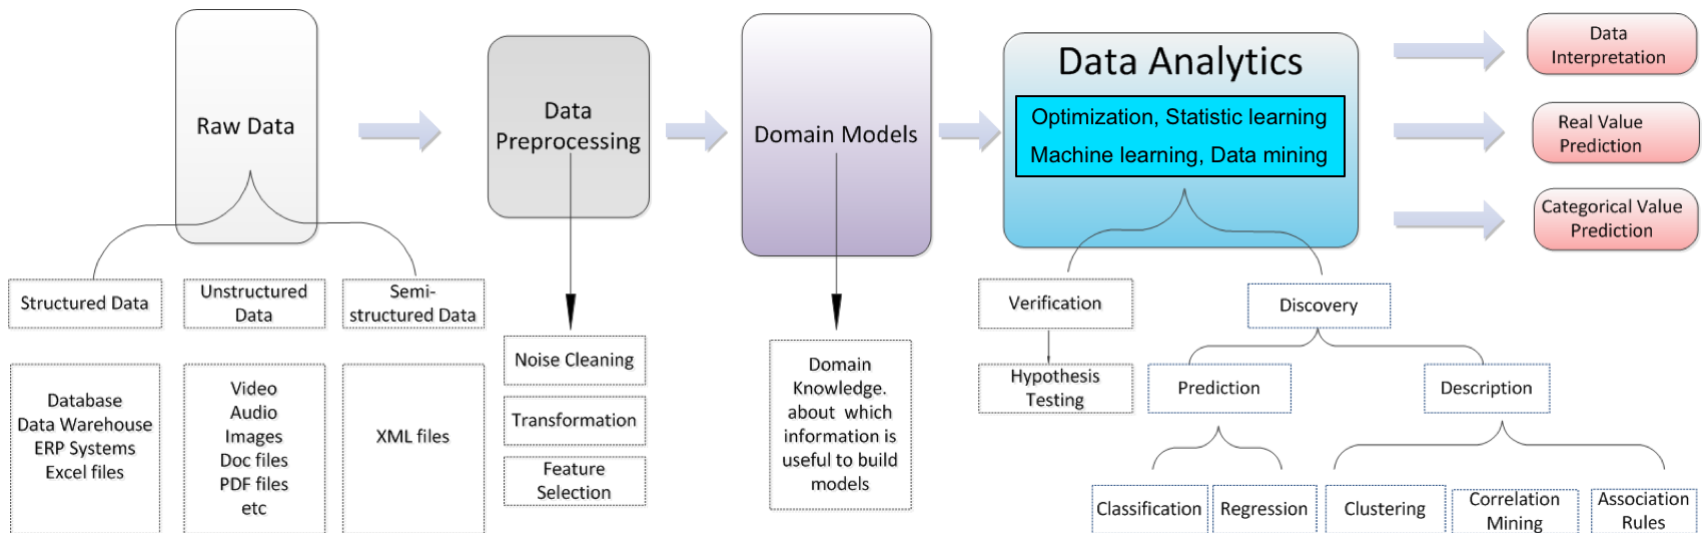 Raw Data
Structured Data
Unstructured
Data
Semi-
structured Data
Database
Data Warehouse
ERP Systems
Excel files
Video
Audio
Images
Doc files
PDF files
etc
XML files
Data
Preprocessing
Noise Cleaning
Transformation
Feature
Selection
Domain Models
Domain
Knowledge.
about which
information is
useful to build
models
Data Analytics
Optimization, Statistic learning
Machine learning, Data mining
Verification
Hypothesis
Testing
Discovery
Prediction
Description
Classification
Regression
Clustering
Correlation
Mining
Association
Rules
Data
Interpretation
Real Value
Prediction
Categorical Value
Prediction